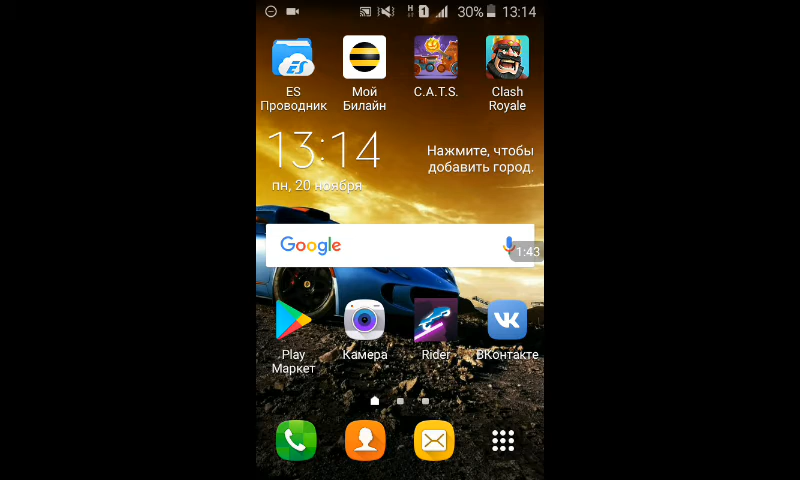 H 1 30% 13:14
ES Проводник
Мой Билайн
C.A.T.S.
Clash Royale
13:14
пн, 20 ноября
Нажмите, чтобы
добавить город.
Google
1:43
Play Маркет
Камера
Rider
ВКонтакте